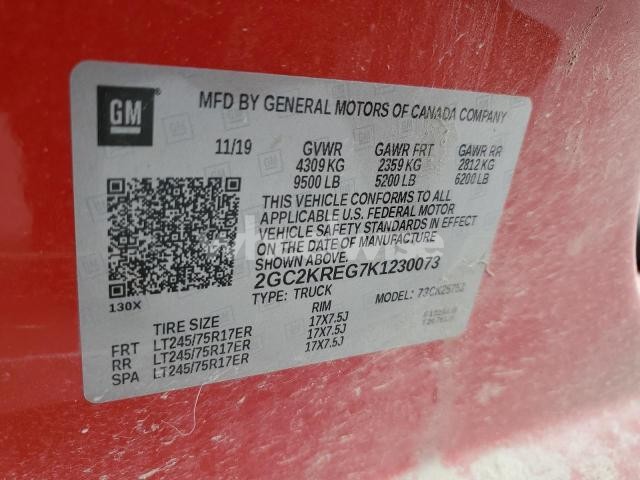 GM
MFD BY GENERAL MOTORS OF CANADA COMPANY
11/19 GVWR GAWR FRT GAWR RR
4309 KG 2359 KG 2812 KG
9500 LB 5200 LB 6200 LB
THIS VEHICLE CONFORMS TO ALL
APPLICABLE U.S. FEDERAL MOTOR
VEHICLE SAFETY STANDARDS IN EFFECT
ON THE DATE OF MANUFACTURE
SHOWN ABOVE.
2GC2KREG7K1230073
130X TYPE: TRUCK MODEL:
TIRE SIZE RIM
FRT LT245/75R17ER 17X7.5J
RR LT245/75R17ER 17X7.5J
SPA LT245/75R17ER 17X7.5J